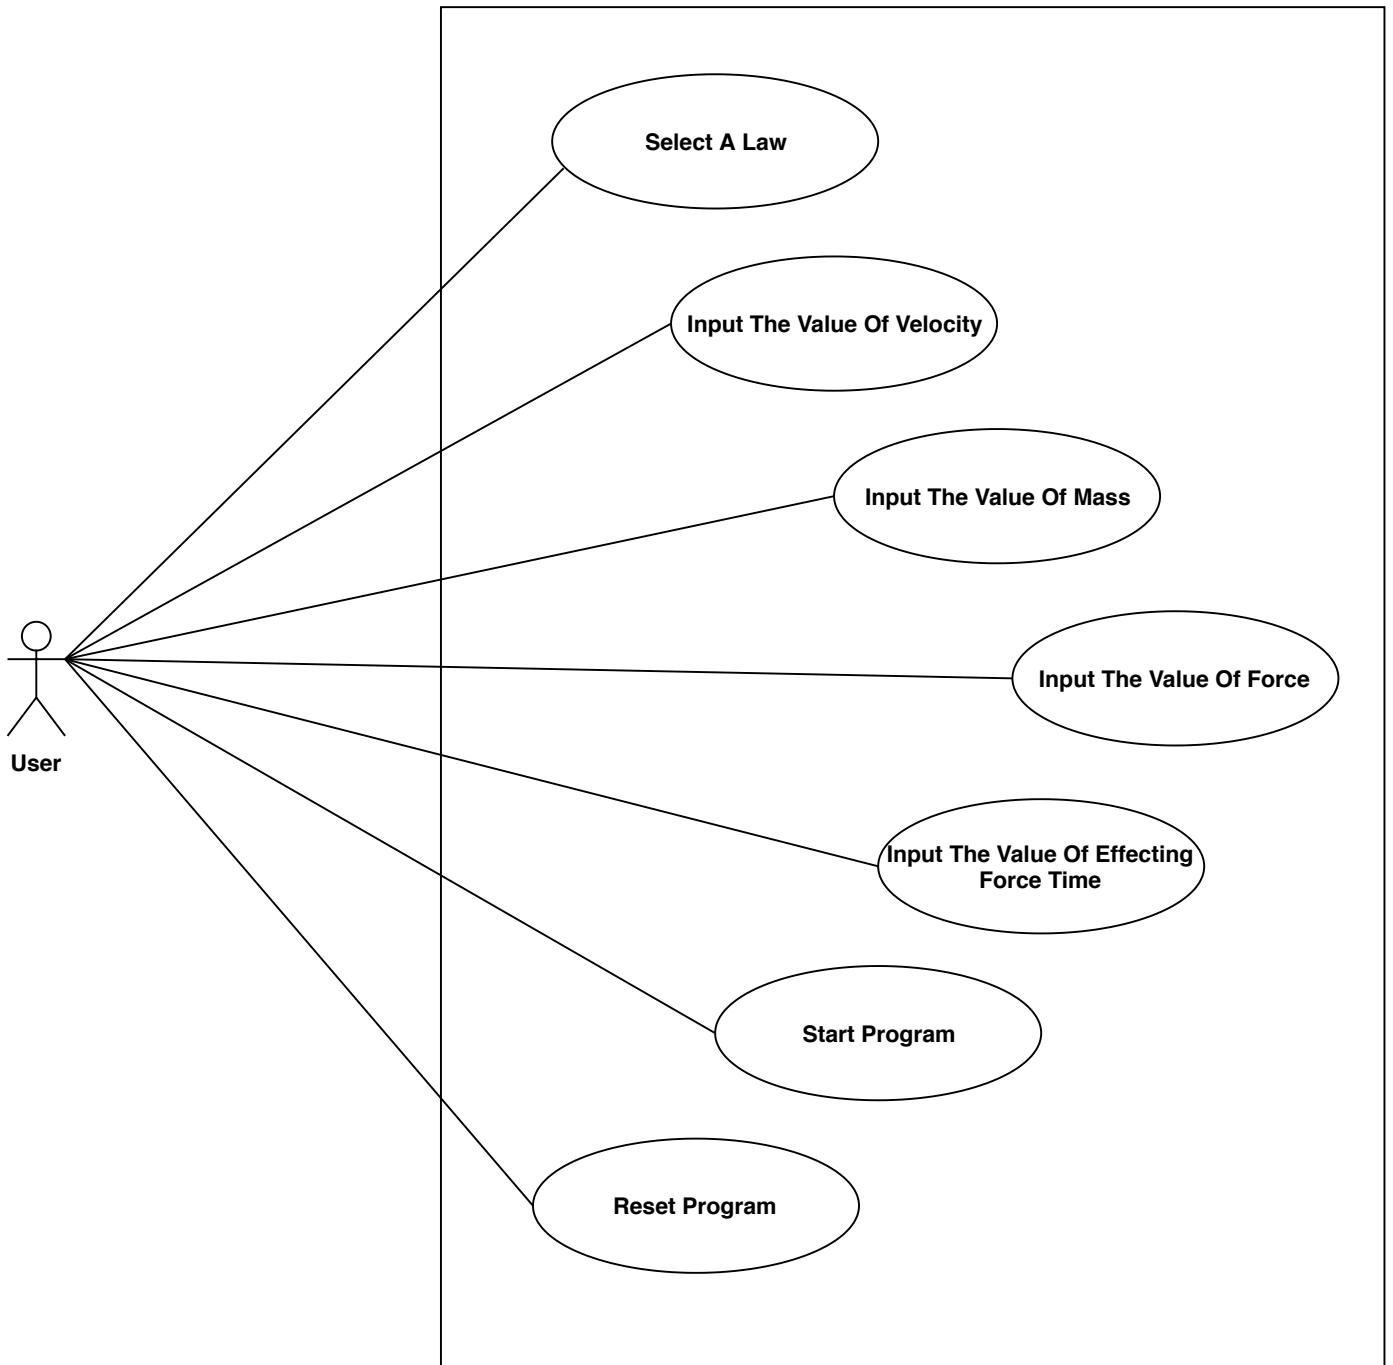 Select A Law
Input The Value Of Velocity
Input The Value Of Mass
Input The Value Of Force
User
Input The Value Of Effecting
Force Time
Start Program
Reset Program